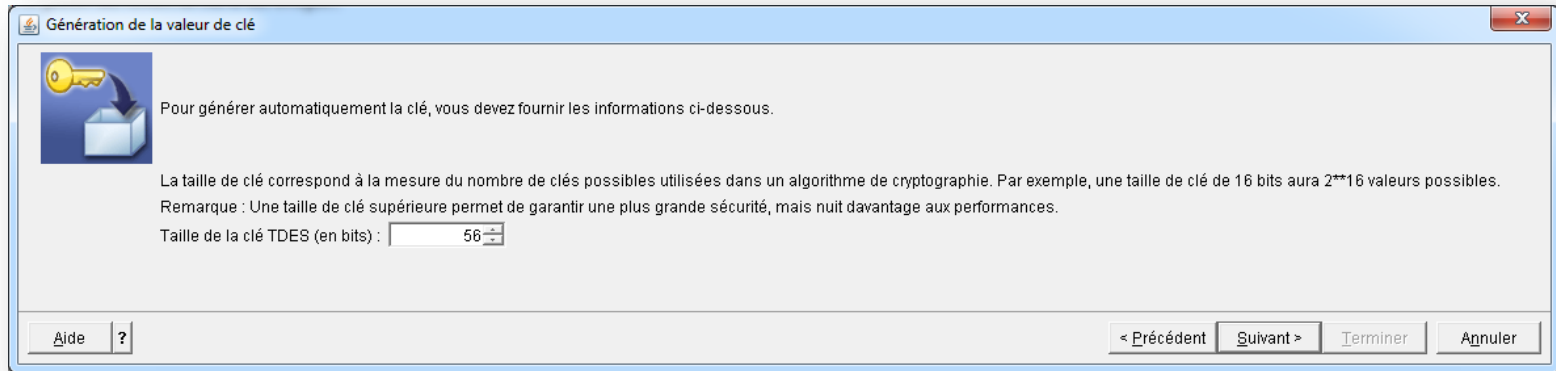 Génération de la valeur de clé
Pour générer automatiquement la clé, vous devez fournir les informations ci-dessous.
La taille de clé correspond à la mesure du nombre de clés possibles utilisées dans un algorithme de cryptographie. Par exemple, une taille de clé de 16 bits aura 2**16 valeurs possibles.
Remarque : Une taille de clé supérieure permet de garantir une plus grande sécurité, mais nuit davantage aux performances.
Taille de la clé TDES (en bits) : 56
Aide ? < Précédent Suivant > Terminer Annuler